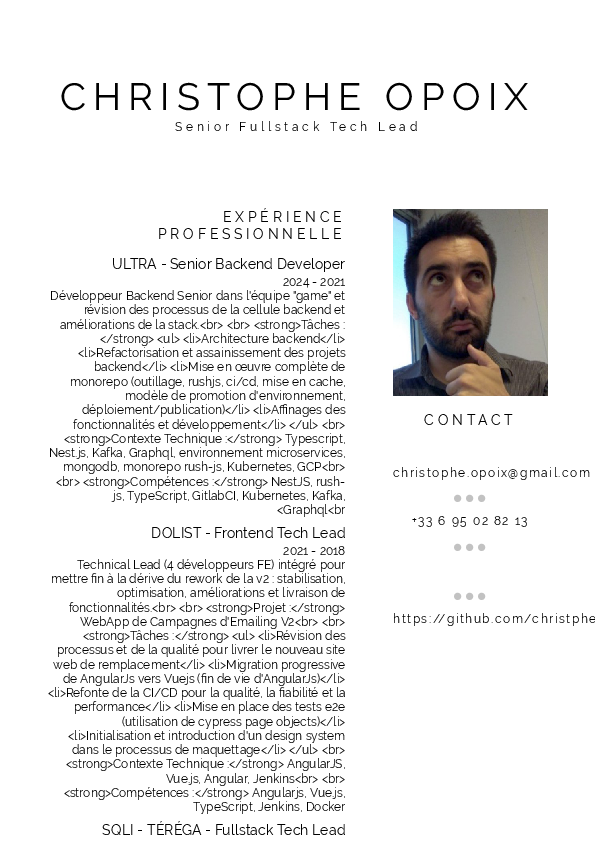 CHRISTOPHE OPOIX
Senior Fullstack Tech Lead
EXPÉRIENCE
PROFESSIONNELLE
ULTRA - Senior Backend Developer
2024 - 2021
Développeur Backend Senior dans l'équipe "game" et
révision des processus de la cellule backend et
améliorations de la stack.<br> <br> <strong>Tâches :
</strong> <ul> <li>Architecture backend</li>
<li>Refactorisation et assainissement des projets
backend</li> <li>Mise en œuvre complète de
monorepo (outillage, rushjs, ci/cd, mise en cache,
modèle de promotion d'environnement,
déploiement/publication)</li> <li>Affinages des
fonctionnalités et développement</li> </ul> <br>
<strong>Contexte Technique :</strong> Typescript,
Nest.js, Kafka, Graphql, environnement microservices,
mongodb, monorepo rush-js, Kubernetes, GCP<br>
<br> <strong>Compétences :</strong> NestJS, rush-
js, TypeScript, GitlabCI, Kubernetes, Kafka,
<Graphql<br
DOLIST - Frontend Tech Lead
2021 - 2018
Technical Lead (4 développeurs FE) intégré pour
mettre fin à la dérive du rework de la v2 : stabilisation,
optimisation, améliorations et livraison de
fonctionnalités.<br> <br> <strong>Projet :</strong>
WebApp de Campagnes d'Emailing V2<br> <br>
<strong>Tâches :</strong> <ul> <li>Révision des
processus et de la qualité pour livrer le nouveau site
web de remplacement</li> <li>Migration progressive
de AngularJs vers Vuejs (fin de vie d'AngularJs)</li>
<li>Refonte de la CI/CD pour la qualité, la fiabilité et la
performance</li> <li>Mise en place des tests e2e
(utilisation de cypress page objects)</li>
<li>Initialisation et introduction d'un design system
dans le processus de maquettage</li> </ul> <br>
<strong>Contexte Technique :</strong> AngularJS,
Vue.js, Angular, Jenkins<br> <br>
<strong>Compétences :</strong> Angularjs, Vue.js,
TypeScript, Jenkins, Docker
SQLI - TÉRÉGA - Fullstack Tech Lead
CONTACT
christophe.opoix@gmail.com
+33 6 95 02 82 13
https://github.com/christphe